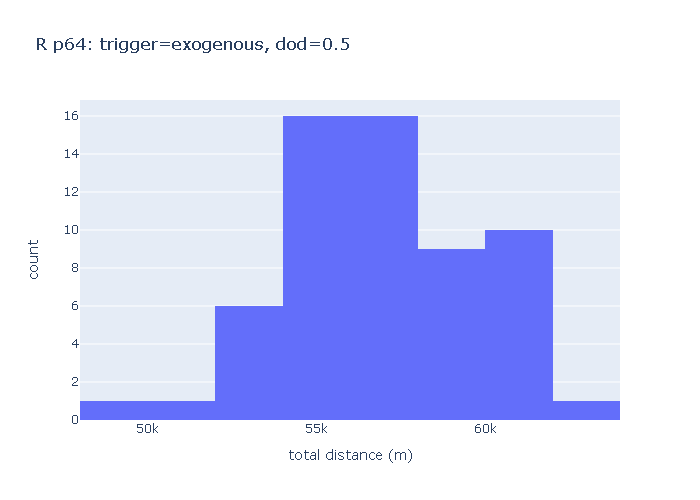 R p64: trigger=exogenous, dod=0.5
16
14
12
10
8
6
4
2
0
count
50k 55k 60k
total distance (m)